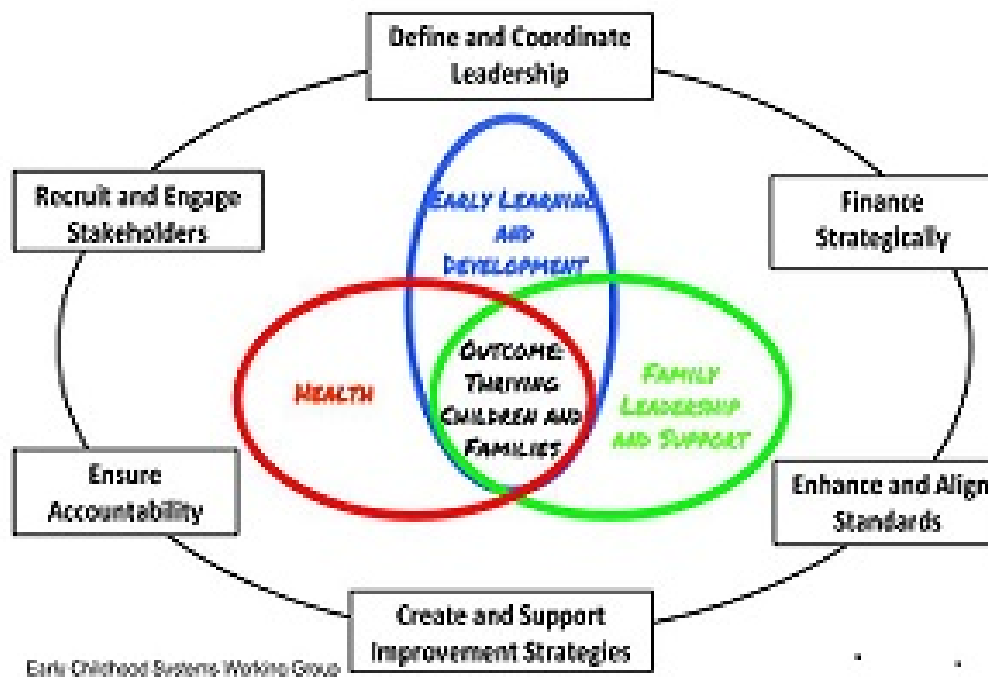 Define and Coordinate
Leadership
Recruit and Engage
Stakeholders
Finance
Strategically
EARLY LEARNING
AND
DEVELOPMENT
HEALTH
OUTCOME:
THRIVING
CHILDREN AND
FAMILIES
FAMILY
LEADERSHIP
AND SUPPORT
Ensure
Accountability
Enhance and Align
Standards
Create and Support
Improvement Strategies
Early Childhood Systems Working Group